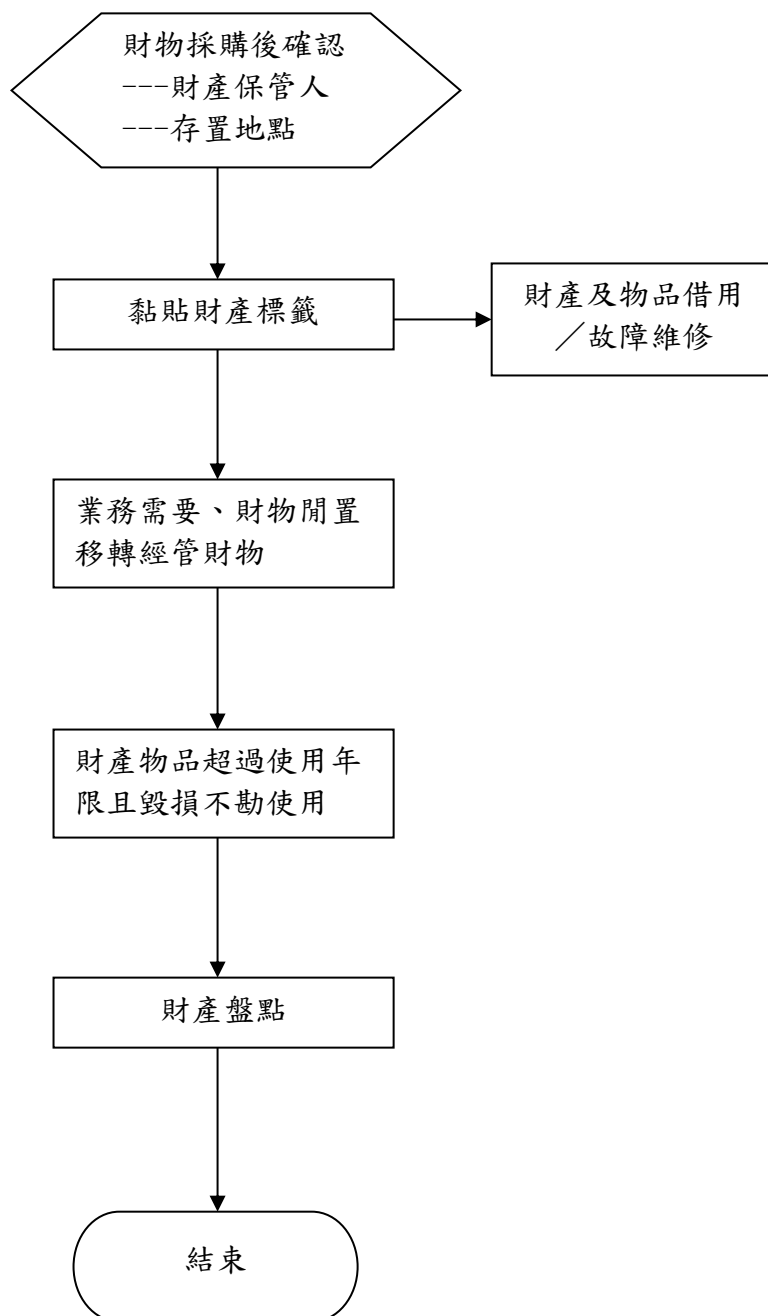 財物採購後確認
---財產保管人
---存置地點
黏貼財產標籤
財產及物品借用
／故障維修
業務需要、財物閒置
移轉經管財物
財產物品超過使用年
限且毀損不勘使用
財產盤點
結束